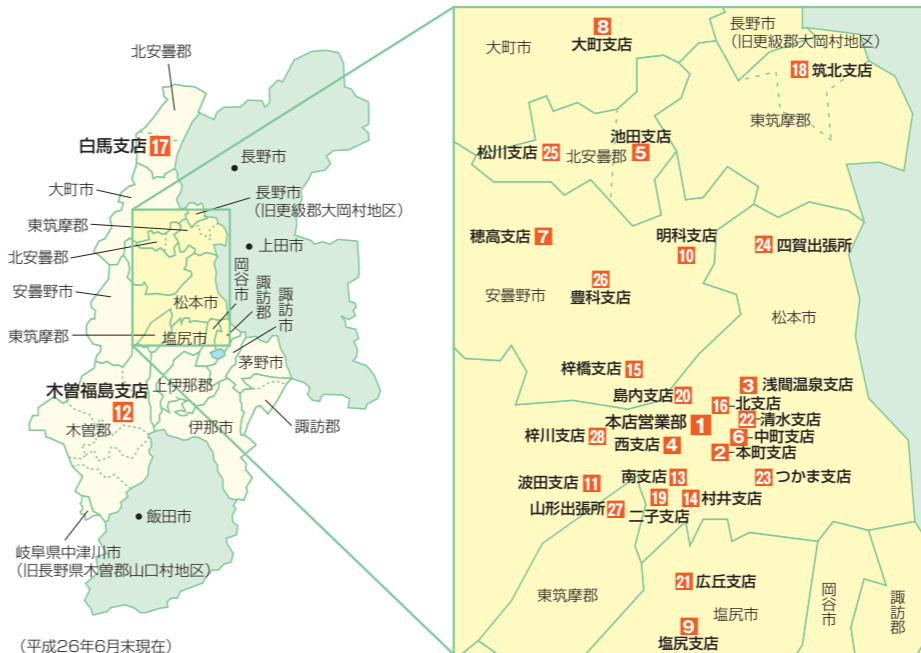 北安曇郡
白馬支店 17
長野市
大町市
長野市
(旧更級郡大岡村地区)
東筑摩郡
北安曇郡
上田市
安曇野市
岡谷市
諏訪郡
諏訪市
松本市
東筑摩郡
塩尻市
茅野市
木曽福島支店
12
上伊那郡
木曽郡
伊那市
諏訪郡
飯田市
岐阜県中津川市
(旧長野県木曽郡山口村地区)
(平成26年6月末現在)
8
大町支店
大町市
長野市
(旧更級郡大岡村地区)
18 筑北支店
東筑摩郡
池田支店
5
松川支店 25
北安曇郡
穂高支店 7
明科支店
10
24 四賀出張所
26
豊科支店
安曇野市
松本市
梓橋支店 15
島内支店 20
3 浅間温泉支店
16 北支店
本店営業部 1
22 清水支店
梓川支店 28
西支店 4
6 中町支店
2 本町支店
波田支店 11
南支店 13
23 つかま支店
山形出張所 27
19
二子支店
14 村井支店
21 広丘支店
東筑摩郡
塩尻市
9
塩尻支店
岡谷市
諏訪郡